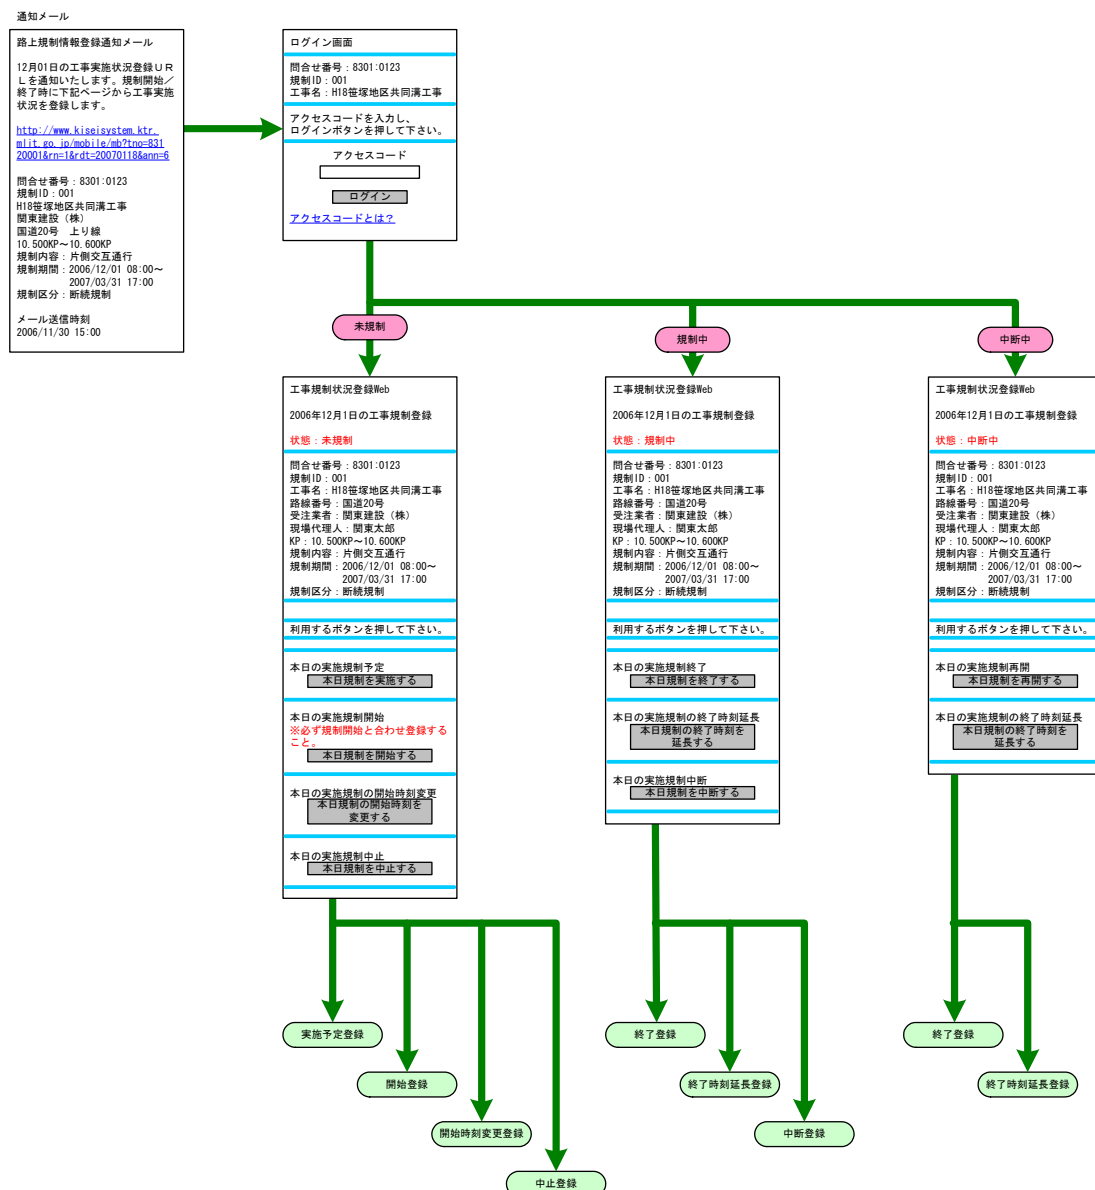 通知メール
路上規制情報登録通知メール
12月01日の工事実施状況登録UR
Lを通知いたします。規制開始／
終了時に下記ページから工事実施
状況を登録します。
http://www.kiseisystem.ktr.
mlit.go.jp/mobile/mb?tno=831
20001&rn=1&rdt=20070118&ann=6
問合せ番号：8301:0123
規制ID：001
H18笹塚地区共同溝工事
関東建設（株）
国道20号　上り線
10.500KP～10.600KP
規制内容：片側交互通行
規制期間：2006/12/01 08:00～
2007/03/31 17:00
規制区分：断続規制
メール送信時刻
2006/11/30 15:00
ログイン画面
問合せ番号：8301:0123
規制ID：001
工事名：H18笹塚地区共同溝工事
アクセスコードを入力し、
ログインボタンを押して下さい。
アクセスコード
ログイン
アクセスコードとは？
未規制
規制中
中断中
工事規制状況登録Web
2006年12月1日の工事規制登録
状態：未規制
問合せ番号：8301:0123
規制ID：001
工事名：H18笹塚地区共同溝工事
路線番号：国道20号
受注業者：関東建設（株）
現場代理人：関東太郎
KP：10.500KP～10.600KP
規制内容：片側交互通行
規制期間：2006/12/01 08:00～
2007/03/31 17:00
規制区分：断続規制
利用するボタンを押して下さい。
本日の実施規制予定
本日規制を実施する
本日の実施規制開始
※必ず規制開始と合わせ登録する
こと。
本日規制を開始する
本日の実施規制の開始時刻変更
本日規制の開始時刻を
変更する
本日の実施規制中止
本日規制を中止する
工事規制状況登録Web
2006年12月1日の工事規制登録
状態：規制中
問合せ番号：8301:0123
規制ID：001
工事名：H18笹塚地区共同溝工事
路線番号：国道20号
受注業者：関東建設（株）
現場代理人：関東太郎
KP：10.500KP～10.600KP
規制内容：片側交互通行
規制期間：2006/12/01 08:00～
2007/03/31 17:00
規制区分：断続規制
利用するボタンを押して下さい。
本日の実施規制終了
本日規制を終了する
本日の実施規制の終了時刻延長
本日規制の終了時刻を
延長する
本日の実施規制中断
本日規制を中断する
工事規制状況登録Web
2006年12月1日の工事規制登録
状態：中断中
問合せ番号：8301:0123
規制ID：001
工事名：H18笹塚地区共同溝工事
路線番号：国道20号
受注業者：関東建設（株）
現場代理人：関東太郎
KP：10.500KP～10.600KP
規制内容：片側交互通行
規制期間：2006/12/01 08:00～
2007/03/31 17:00
規制区分：断続規制
利用するボタンを押して下さい。
本日の実施規制再開
本日規制を再開する
本日の実施規制の終了時刻延長
本日規制の終了時刻を
延長する
実施予定登録
開始登録
開始時刻変更登録
中止登録
終了登録
終了時刻延長登録
中断登録
終了登録
終了時刻延長登録